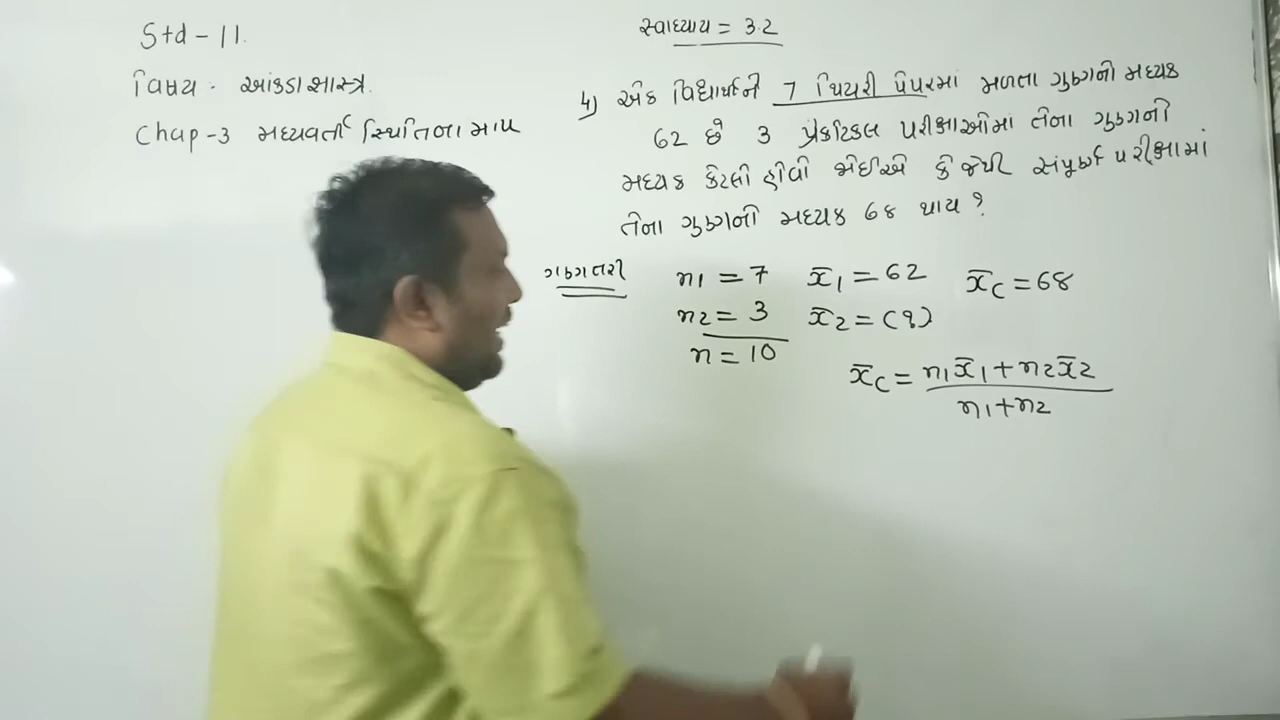 Std - 11.
વિષય : આંકડાશાસ્ત્ર.
Chap - 3 મધ્યવર્તી સ્થિતિના માપ
સ્વાધ્યાય = 3.2
4) એક વિદ્યાર્થીને 7 થિયરી પેપરમાં મળતા ગુણનો મધ્યક
62 છે 3 પ્રેક્ટિકલ પરીક્ષાઓમાં તેના ગુણનો
મધ્યક કેટલો હોવો જોઈએ કે જેથી સંપૂર્ણ પરીક્ષામાં
તેના ગુણનો મધ્યક 68 થાય ?
ગણતરી
n1 = 7 x̄1 = 62 x̄c = 68
n2 = 3 x̄2 = (?)
n = 10
x̄c = n1x̄1 + n2x̄2
n1 + n2